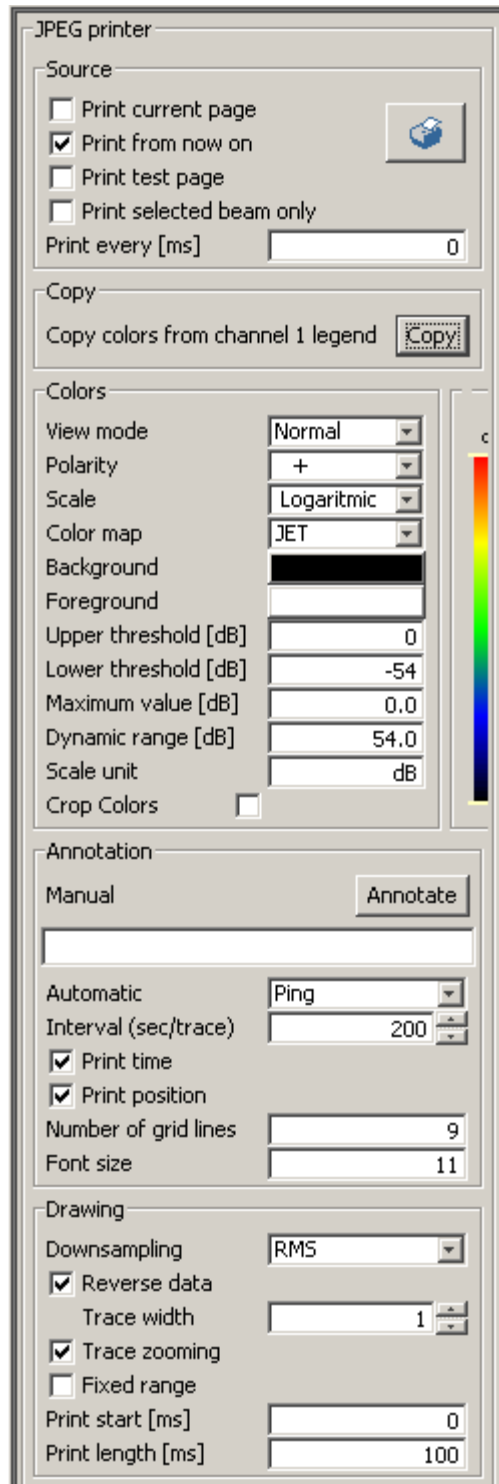 JPEG printer
Source
Print current page
Print from now on
Print test page
Print selected beam only
Print every [ms] 0
Copy
Copy colors from channel 1 legend Copy
Colors
View mode Normal
Polarity +
Scale Logaritmic
Color map JET
Background
Foreground
Upper threshold [dB] 0
Lower threshold [dB] -54
Maximum value [dB] 0.0
Dynamic range [dB] 54.0
Scale unit dB
Crop Colors
Annotation
Manual Annotate
Automatic Ping
Interval (sec/trace) 200
Print time
Print position
Number of grid lines 9
Font size 11
Drawing
Downsampling RMS
Reverse data
Trace width 1
Trace zooming
Fixed range
Print start [ms] 0
Print length [ms] 100